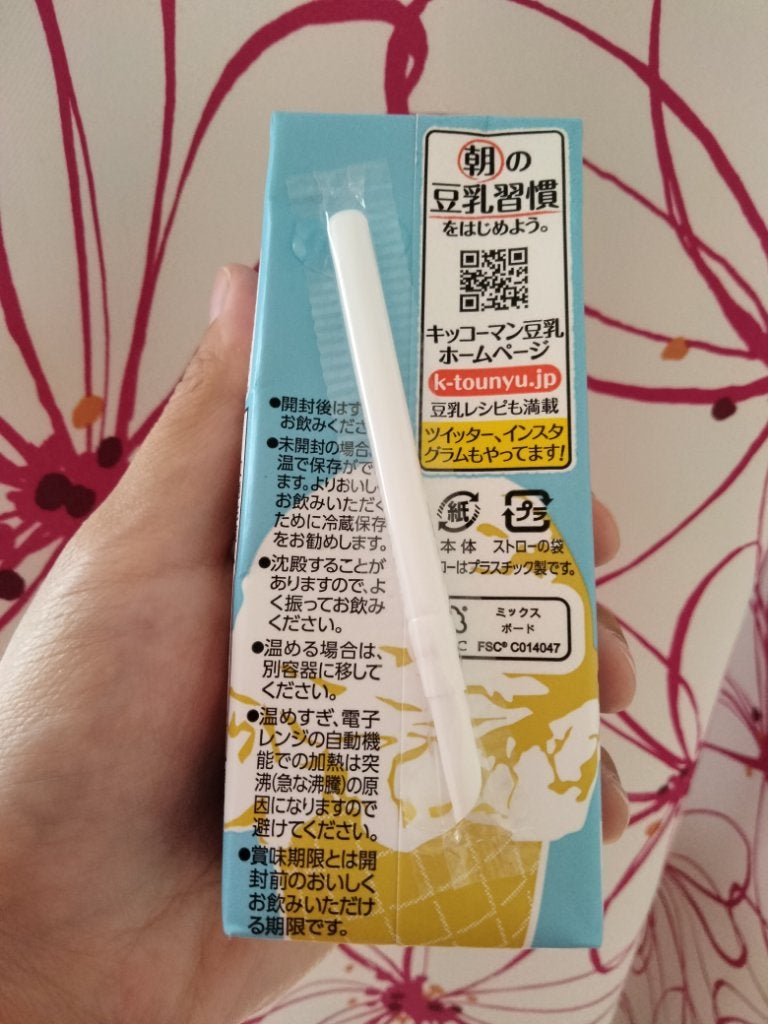 朝の
豆乳習慣
をはじめよう。
キッコーマン豆乳
ホームページ
k-tounyu.jp
豆乳レシピも満載
ツイッター、インスタ
グラムもやってます!
●開封後はす
お飲みくださ
●未開封の場合
温で保存がで
ます。よりおいし
お飲みいただく
ために冷蔵保存
をお勧めします。
●沈殿することが
ありますので、よ
く振ってお飲み
ください。
●温める場合は、
別容器に移して
ください。
●温めすぎ、電子
レンジの自動機
能での加熱は突
沸(急な沸騰)の原
因になりますので
避けてください。
●賞味期限とは開
封前のおいしく
お飲みいただけ
る期限です。
紙 プラ
本体 ストローの袋
ローはプラスチック製です。
ミックス
ボード
C FSC® C014047